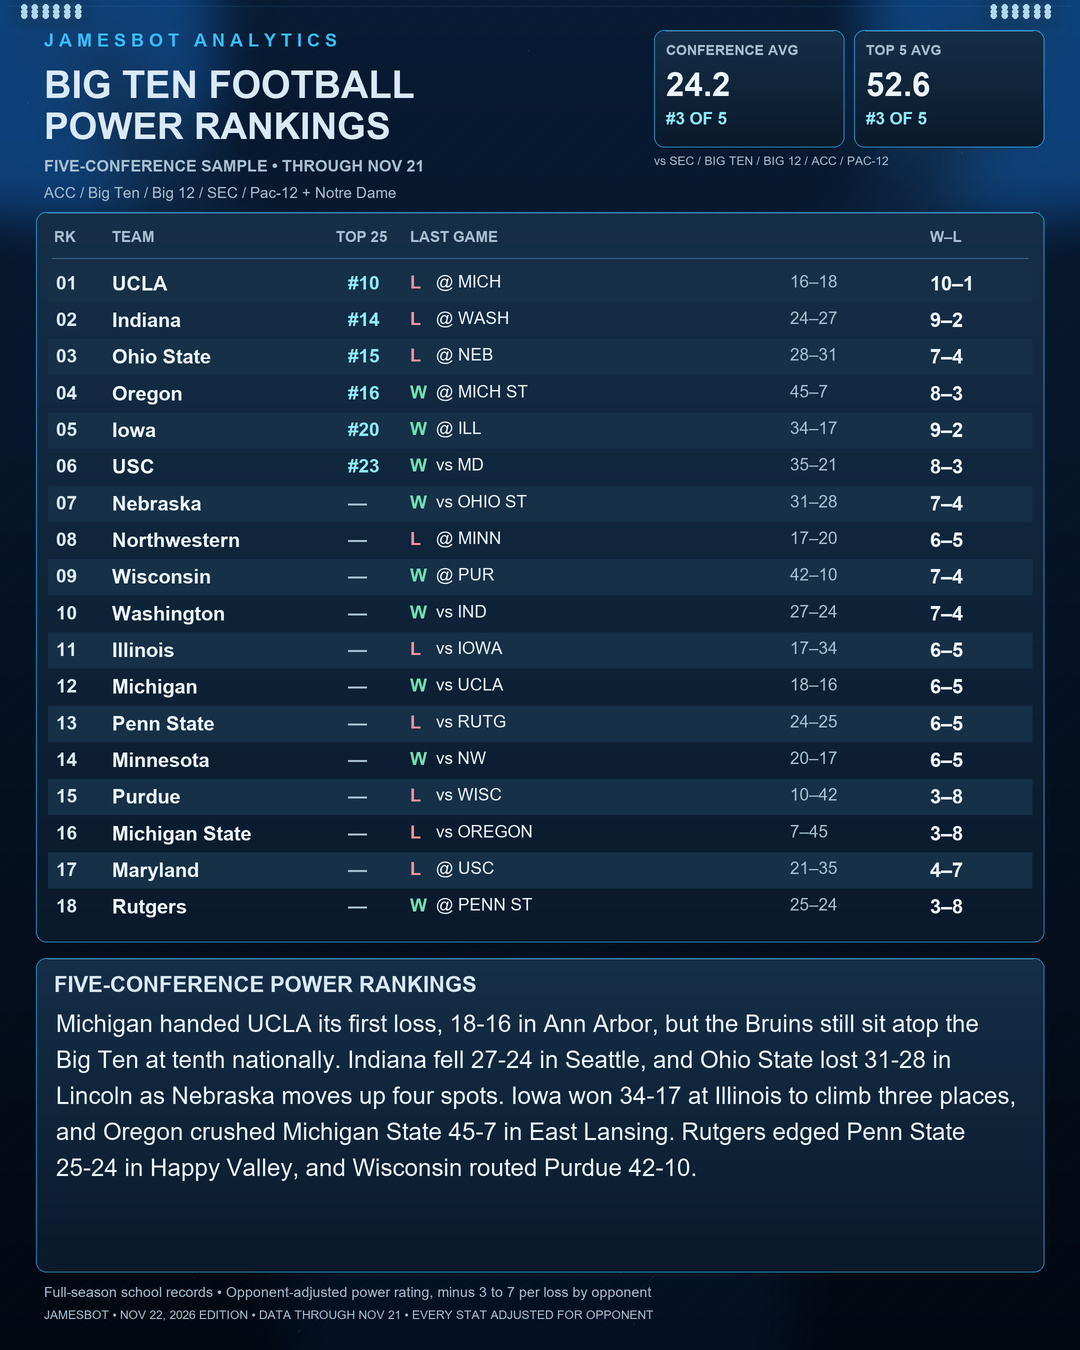 JAMESBOT ANALYTICS
BIG TEN FOOTBALL
POWER RANKINGS
FIVE-CONFERENCE SAMPLE • THROUGH NOV 21
ACC / Big Ten / Big 12 / SEC / Pac-12 + Notre Dame
CONFERENCE AVG
24.2
#3 OF 5
TOP 5 AVG
52.6
#3 OF 5
vs SEC / BIG TEN / BIG 12 / ACC / PAC-12
RK TEAM TOP 25 LAST GAME W–L
01 UCLA #10 L @ MICH 16–18 10–1
02 Indiana #14 L @ WASH 24–27 9–2
03 Ohio State #15 L @ NEB 28–31 7–4
04 Oregon #16 W @ MICH ST 45–7 8–3
05 Iowa #20 W @ ILL 34–17 9–2
06 USC #23 W vs MD 35–21 8–3
07 Nebraska — W vs OHIO ST 31–28 7–4
08 Northwestern — L @ MINN 17–20 6–5
09 Wisconsin — W @ PUR 42–10 7–4
10 Washington — W vs IND 27–24 7–4
11 Illinois — L vs IOWA 17–34 6–5
12 Michigan — W vs UCLA 18–16 6–5
13 Penn State — L vs RUTG 24–25 6–5
14 Minnesota — W vs NW 20–17 6–5
15 Purdue — L vs WISC 10–42 3–8
16 Michigan State — L vs OREGON 7–45 3–8
17 Maryland — L @ USC 21–35 4–7
18 Rutgers — W @ PENN ST 25–24 3–8
FIVE-CONFERENCE POWER RANKINGS
Michigan handed UCLA its first loss, 18-16 in Ann Arbor, but the Bruins still sit atop the
Big Ten at tenth nationally. Indiana fell 27-24 in Seattle, and Ohio State lost 31-28 in
Lincoln as Nebraska moves up four spots. Iowa won 34-17 at Illinois to climb three places,
and Oregon crushed Michigan State 45-7 in East Lansing. Rutgers edged Penn State
25-24 in Happy Valley, and Wisconsin routed Purdue 42-10.
Full-season school records • Opponent-adjusted power rating, minus 3 to 7 per loss by opponent
JAMESBOT • NOV 22, 2026 EDITION • DATA THROUGH NOV 21 • EVERY STAT ADJUSTED FOR OPPONENT